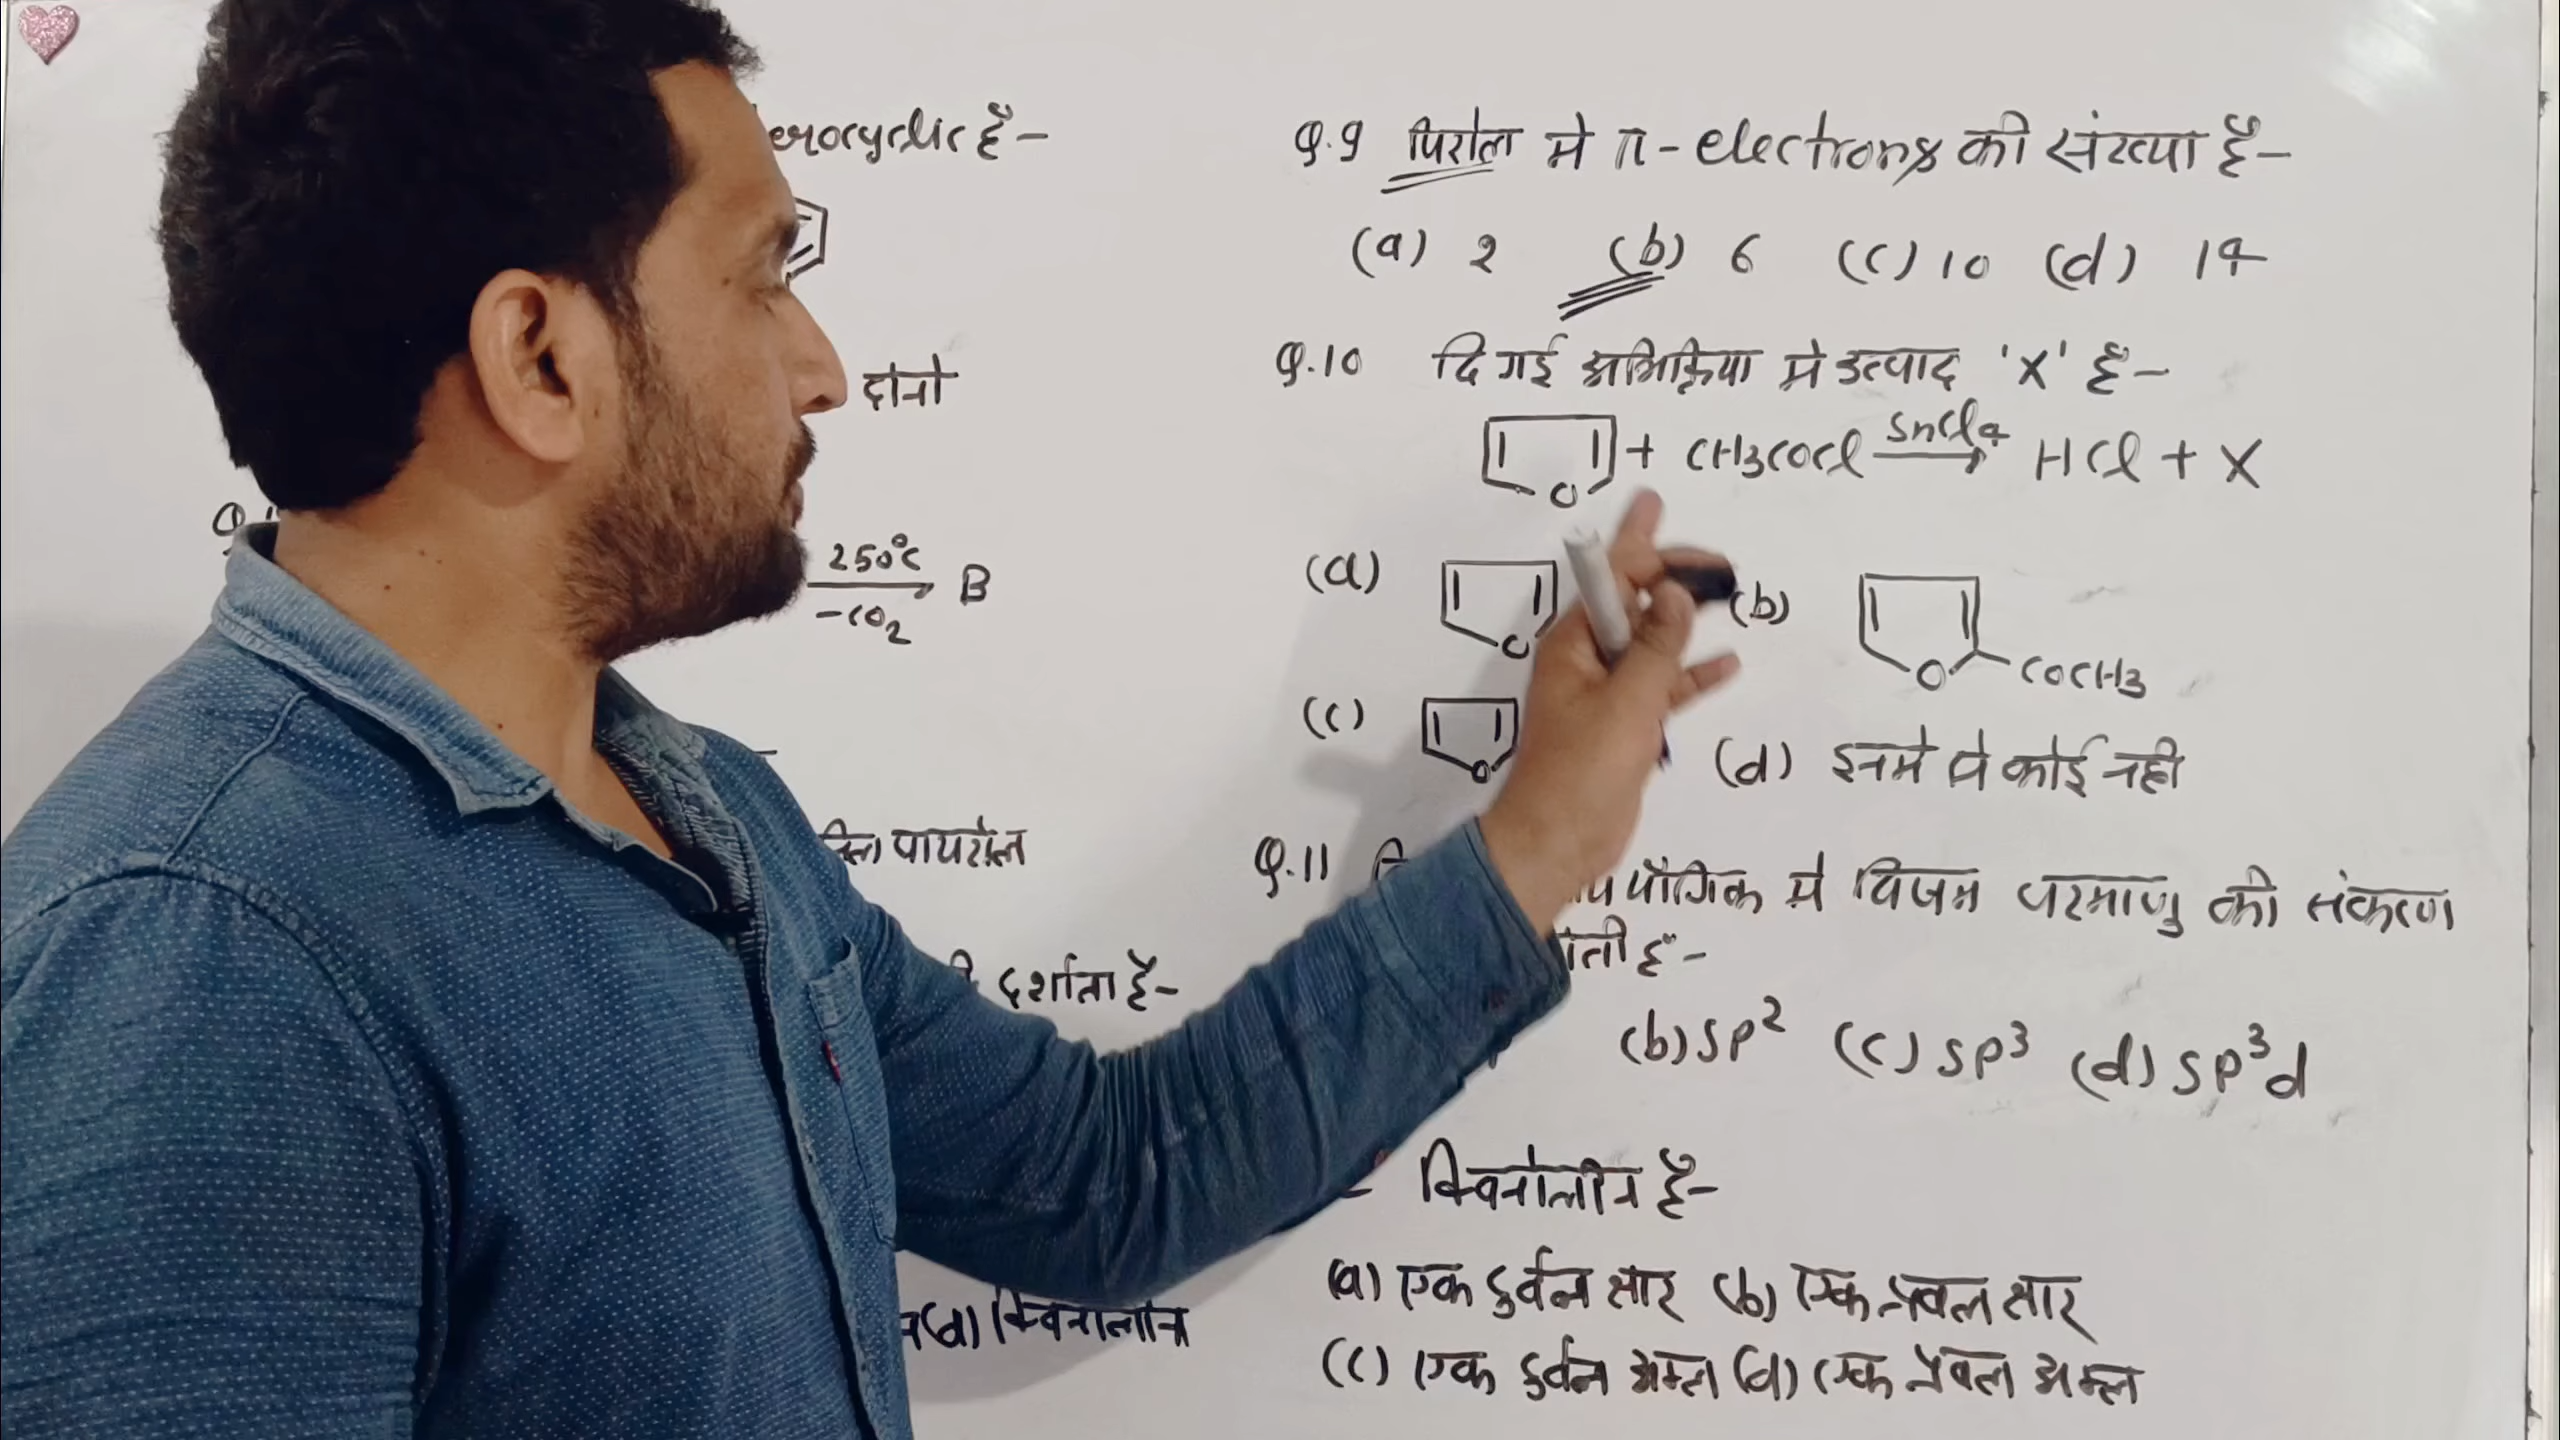 erocyclic है-
दोनो
250°C
-CO2
B
पायरोल
दर्शाता है-
(d) क्विनोलीन
Q.9 पिरोल मे π-electrons की संख्या है-
(a) 2 (b) 6 (c) 10 (d) 14
Q.10 दि गई अभिक्रिया मे उत्पाद 'X' है-
O + CH3COCl SnCl4 HCl + X
(a) O (b) O COCH3
(c) O (d) इनमे से कोई नही
Q.11 यौगिक मे विषम परमाणु की संकरण
है-
(b) sp2 (c) sp3 (d) sp3d
क्विनोलीन है-
(a) एक दुर्बल क्षार (b) एक प्रबल क्षार
(c) एक दुर्बल अम्ल (d) एक प्रबल अम्ल